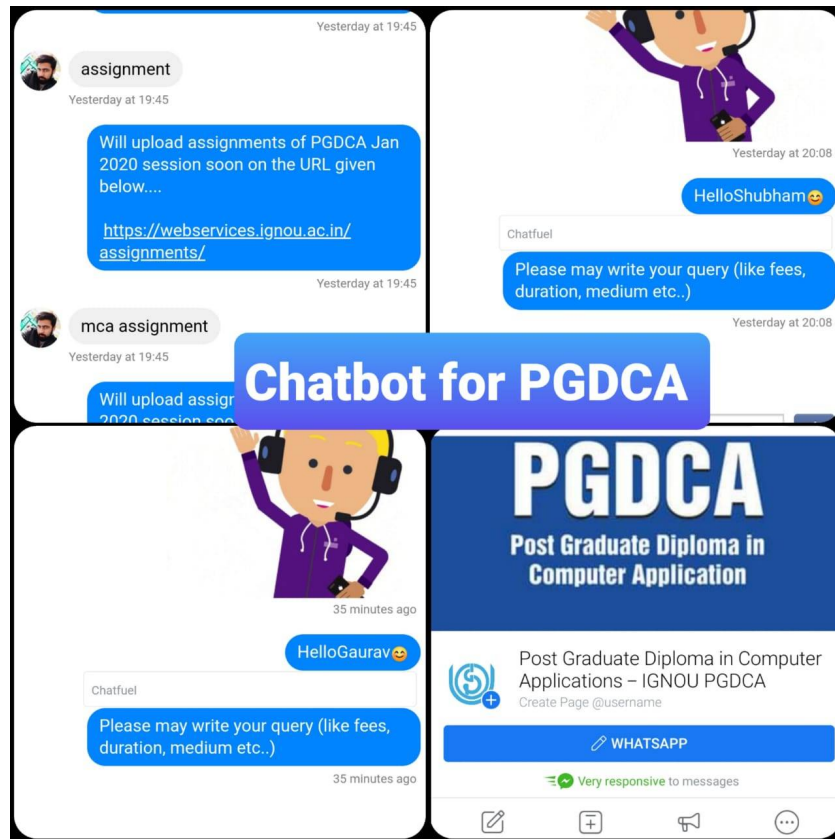 Yesterday at 19:45
assignment
Yesterday at 19:45
Will upload assignments of PGDCA Jan
2020 session soon on the URL given
below....
https://webservices.ignou.ac.in/
assignments/
Yesterday at 19:45
mca assignment
Yesterday at 19:45
Will upload assign
2020 session soo
Yesterday at 20:08
HelloShubham😊
Chatfuel
Please may write your query (like fees,
duration, medium etc..)
Yesterday at 20:08
Chatbot for PGDCA
35 minutes ago
HelloGaurav😊
Chatfuel
Please may write your query (like fees,
duration, medium etc..)
35 minutes ago
PGDCA
Post Graduate Diploma in
Computer Application
Post Graduate Diploma in Computer
Applications – IGNOU PGDCA
Create Page @username
WHATSAPP
Very responsive to messages